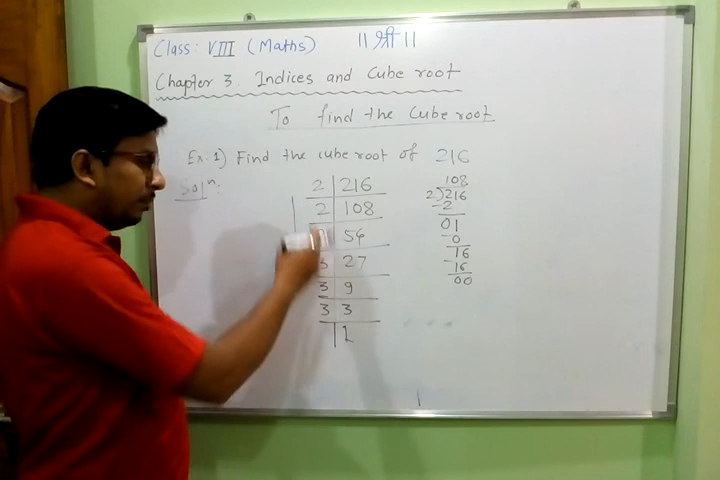 Class: VIII (Maths) ॥ श्री ॥
Chapter 3. Indices and Cube root
To find the Cube root
Ex. 1) Find the cube root of 216
Solⁿ:
2 | 216
2 | 108
54
3 | 27
3 | 9
3 | 3
| 1
108
2)216
-2
01
-0
16
-16
00